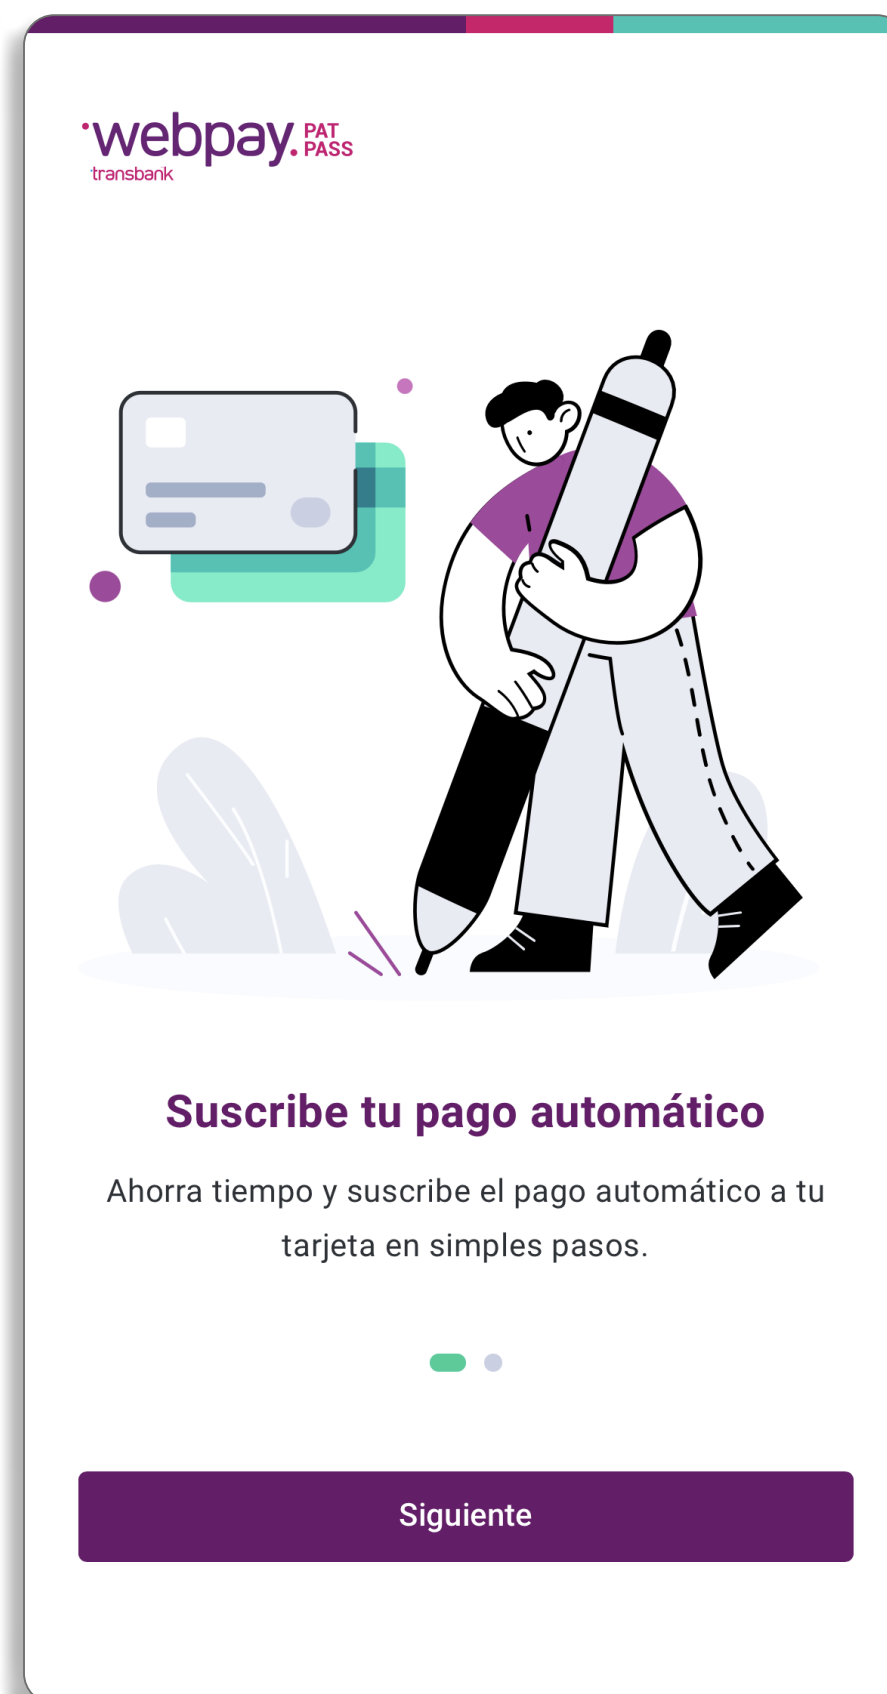 webpay.
PAT
PASS
transbank
Suscribe tu pago automático
Ahorra tiempo y suscribe el pago automático a tu
tarjeta en simples pasos.
Siguiente